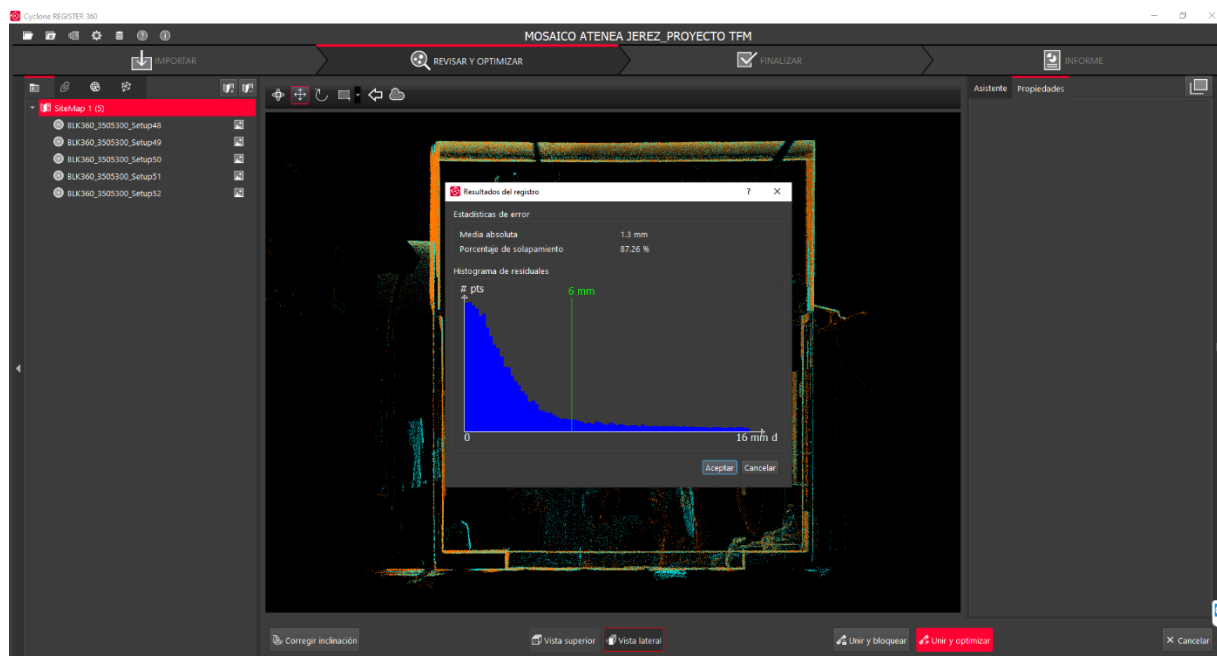 Cyclone REGISTER 360
MOSAICO ATENEA JEREZ_PROYECTO TFM
IMPORTAR
REVISAR Y OPTIMIZAR
FINALIZAR
INFORME
Asistente Propiedades
SiteMap 1 (5)
BLK360_3505300_Setup48
BLK360_3505300_Setup49
BLK360_3505300_Setup50
BLK360_3505300_Setup51
BLK360_3505300_Setup52
Resultados del registro ? ×
Estadísticas de error
Media absoluta 1.3 mm
Porcentaje de solapamiento 87.26 %
Histograma de residuales
# pts
6 mm
0 16 mm d
Aceptar Cancelar
Corregir inclinación Vista superior Vista lateral Unir y bloquear Unir y optimizar Cancelar